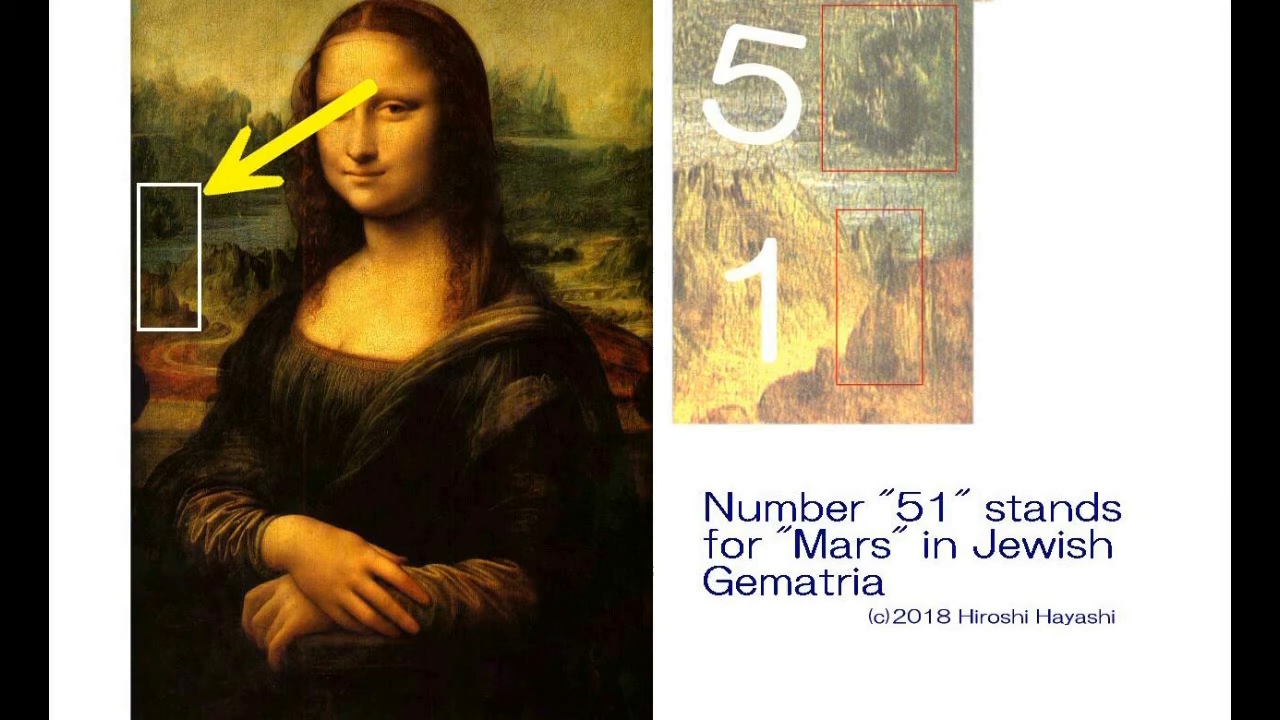 5
1
Number "51" stands
for "Mars" in Jewish
Gematria
(c)2018 Hiroshi Hayashi